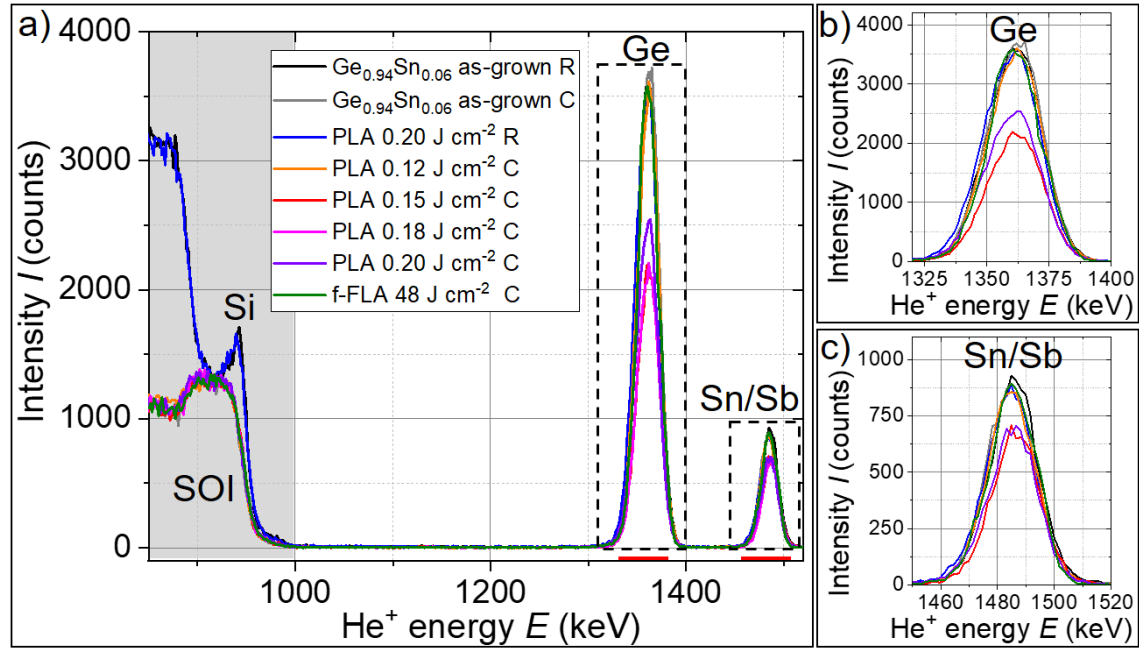 a)
4000
3000
2000
1000
0
Intensity I (counts)
1000
1200
1400
He⁺ energy E (keV)
Ge₀.₉₄Sn₀.₀₆ as-grown R
Ge₀.₉₄Sn₀.₀₆ as-grown C
PLA 0.20 J cm⁻² R
PLA 0.12 J cm⁻² C
PLA 0.15 J cm⁻² C
PLA 0.18 J cm⁻² C
PLA 0.20 J cm⁻² C
f-FLA 48 J cm⁻² C
Si
SOI
Ge
Sn/Sb
b)
Ge
4000
3000
2000
1000
0
Intensity I (counts)
1325
1350
1375
1400
He⁺ energy E (keV)
c)
Sn/Sb
1000
750
500
250
0
Intensity I (counts)
1460
1480
1500
1520
He⁺ energy E (keV)